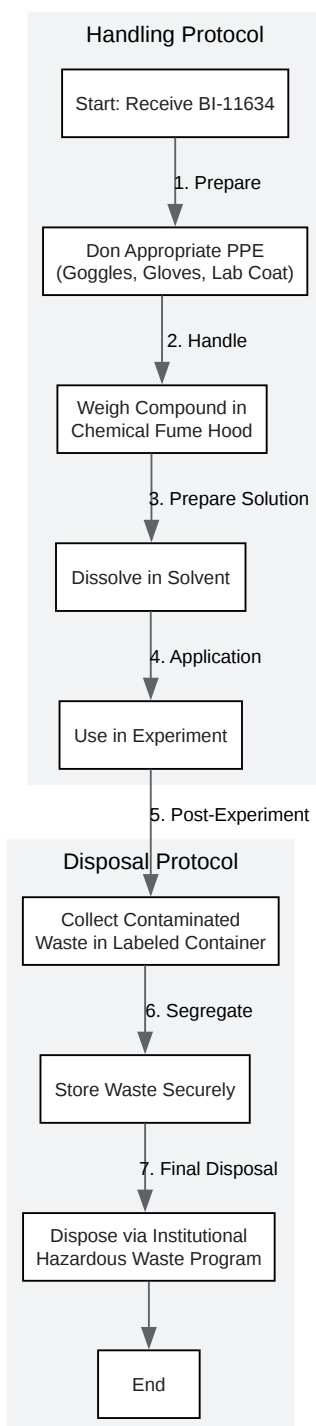 Handling Protocol
Start: Receive BI-11634
1. Prepare
Don Appropriate PPE
(Goggles, Gloves, Lab Coat)
2. Handle
Weigh Compound in
Chemical Fume Hood
3. Prepare Solution
Dissolve in Solvent
4. Application
Use in Experiment
5. Post-Experiment
Disposal Protocol
Collect Contaminated
Waste in Labeled Container
6. Segregate
Store Waste Securely
7. Final Disposal
Dispose via Institutional
Hazardous Waste Program
End